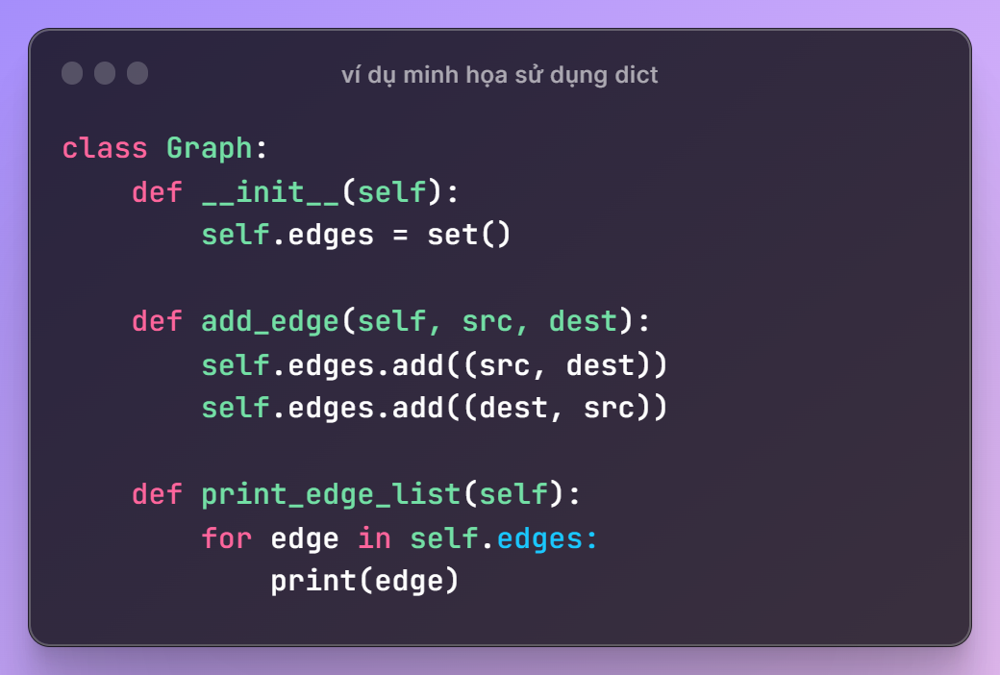 ví dụ minh họa sử dụng dict
class Graph:
    def __init__(self):
        self.edges = set()

    def add_edge(self, src, dest):
        self.edges.add((src, dest))
        self.edges.add((dest, src))

    def print_edge_list(self):
        for edge in self.edges:
            print(edge)